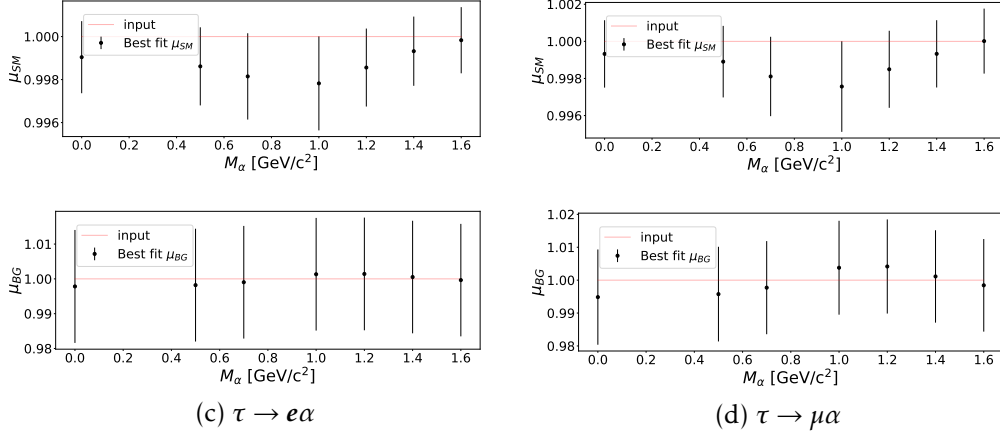 1.000
0.998
0.996
μSM
input
Best fit μSM
0.0 0.2 0.4 0.6 0.8 1.0 1.2 1.4 1.6
Mα [GeV/c²]
1.002
1.000
0.998
0.996
μSM
input
Best fit μSM
0.0 0.2 0.4 0.6 0.8 1.0 1.2 1.4 1.6
Mα [GeV/c²]
1.01
1.00
0.99
0.98
μBG
input
Best fit μBG
0.0 0.2 0.4 0.6 0.8 1.0 1.2 1.4 1.6
Mα [GeV/c²]
(c) τ → eα
1.02
1.01
1.00
0.99
0.98
μBG
input
Best fit μBG
0.0 0.2 0.4 0.6 0.8 1.0 1.2 1.4 1.6
Mα [GeV/c²]
(d) τ → μα